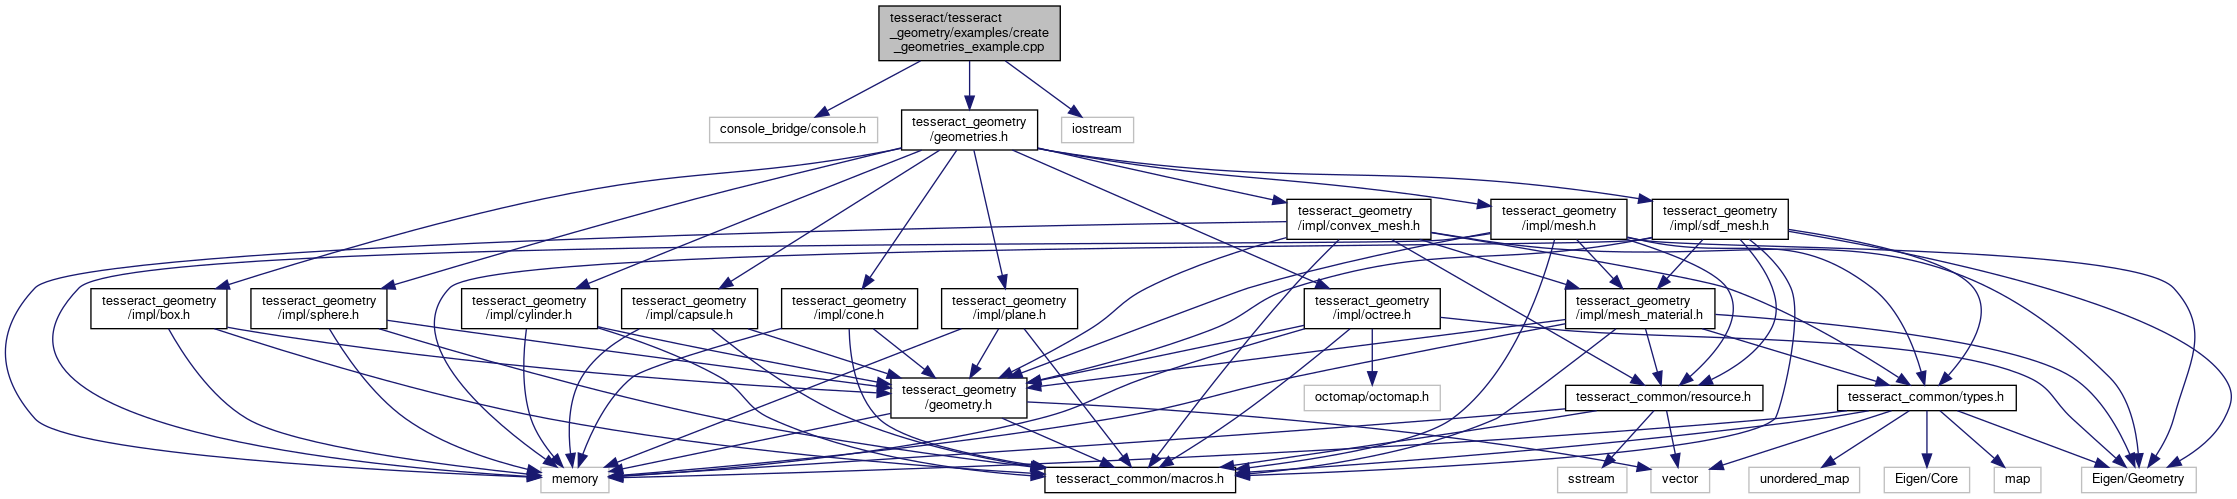 tesseract/tesseract
_geometry/examples/create
_geometries_example.cpp
console_bridge/console.h
tesseract_geometry
/geometries.h
iostream
tesseract_geometry
/impl/convex_mesh.h
tesseract_geometry
/impl/mesh.h
tesseract_geometry
/impl/sdf_mesh.h
tesseract_geometry
/impl/box.h
tesseract_geometry
/impl/sphere.h
tesseract_geometry
/impl/cylinder.h
tesseract_geometry
/impl/capsule.h
tesseract_geometry
/impl/cone.h
tesseract_geometry
/impl/plane.h
tesseract_geometry
/impl/octree.h
tesseract_geometry
/impl/mesh_material.h
tesseract_geometry
/geometry.h
octomap/octomap.h
tesseract_common/resource.h
tesseract_common/types.h
memory
tesseract_common/macros.h
sstream
vector
unordered_map
Eigen/Core
map
Eigen/Geometry